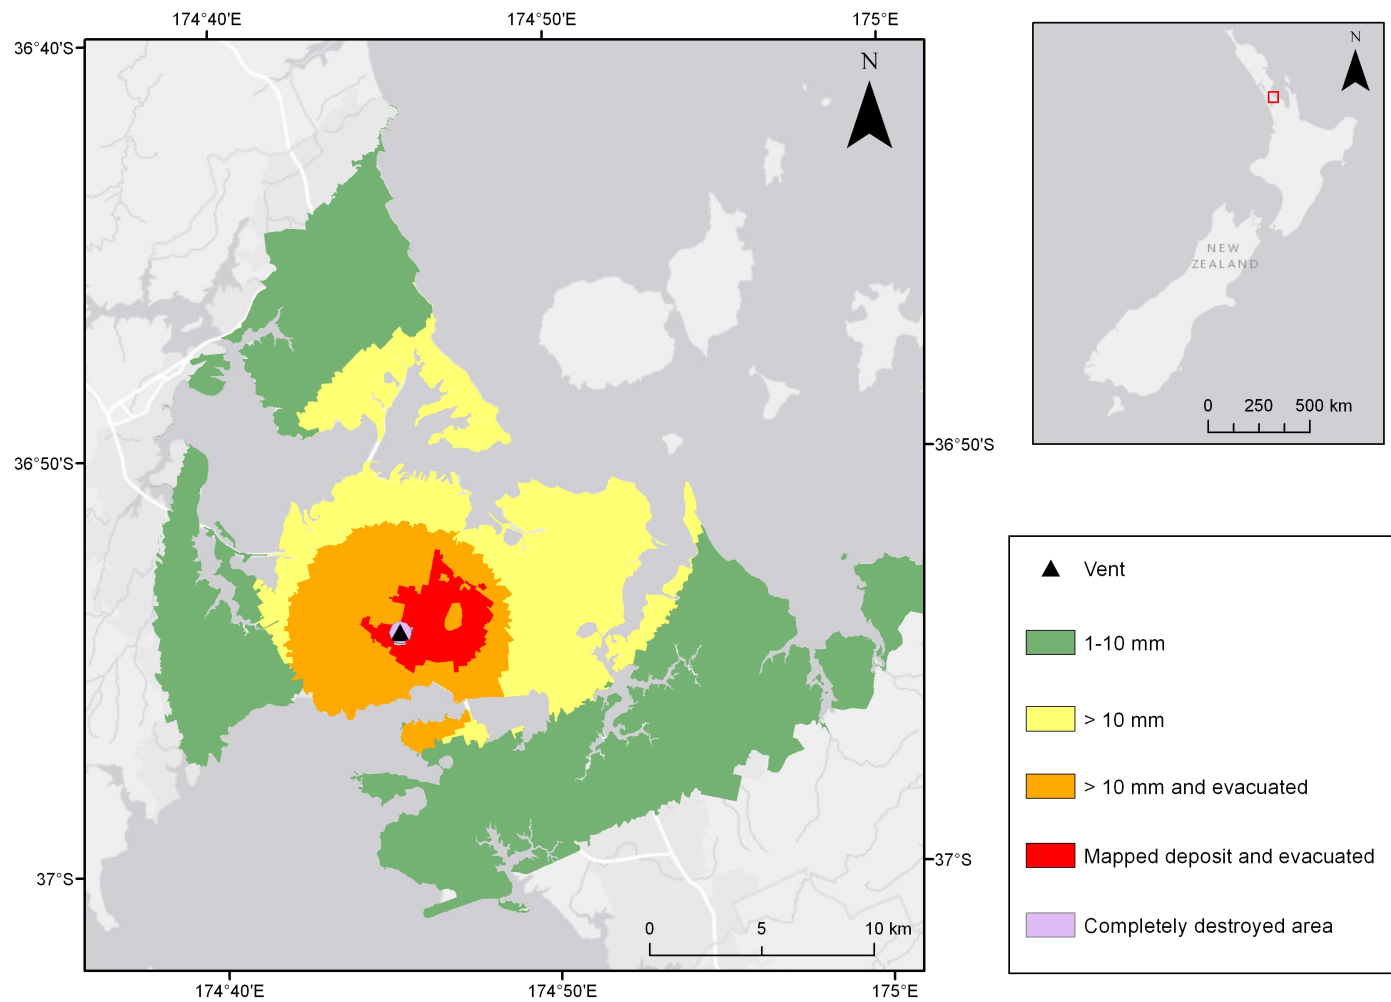 174°40'E
174°50'E
175°E
36°40'S
N
N
NEW
ZEALAND
0 250 500 km
36°50'S
36°50'S
Vent
1-10 mm
> 10 mm
> 10 mm and evacuated
Mapped deposit and evacuated
Completely destroyed area
37°S
37°S
0 5 10 km
174°40'E
174°50'E
175°E